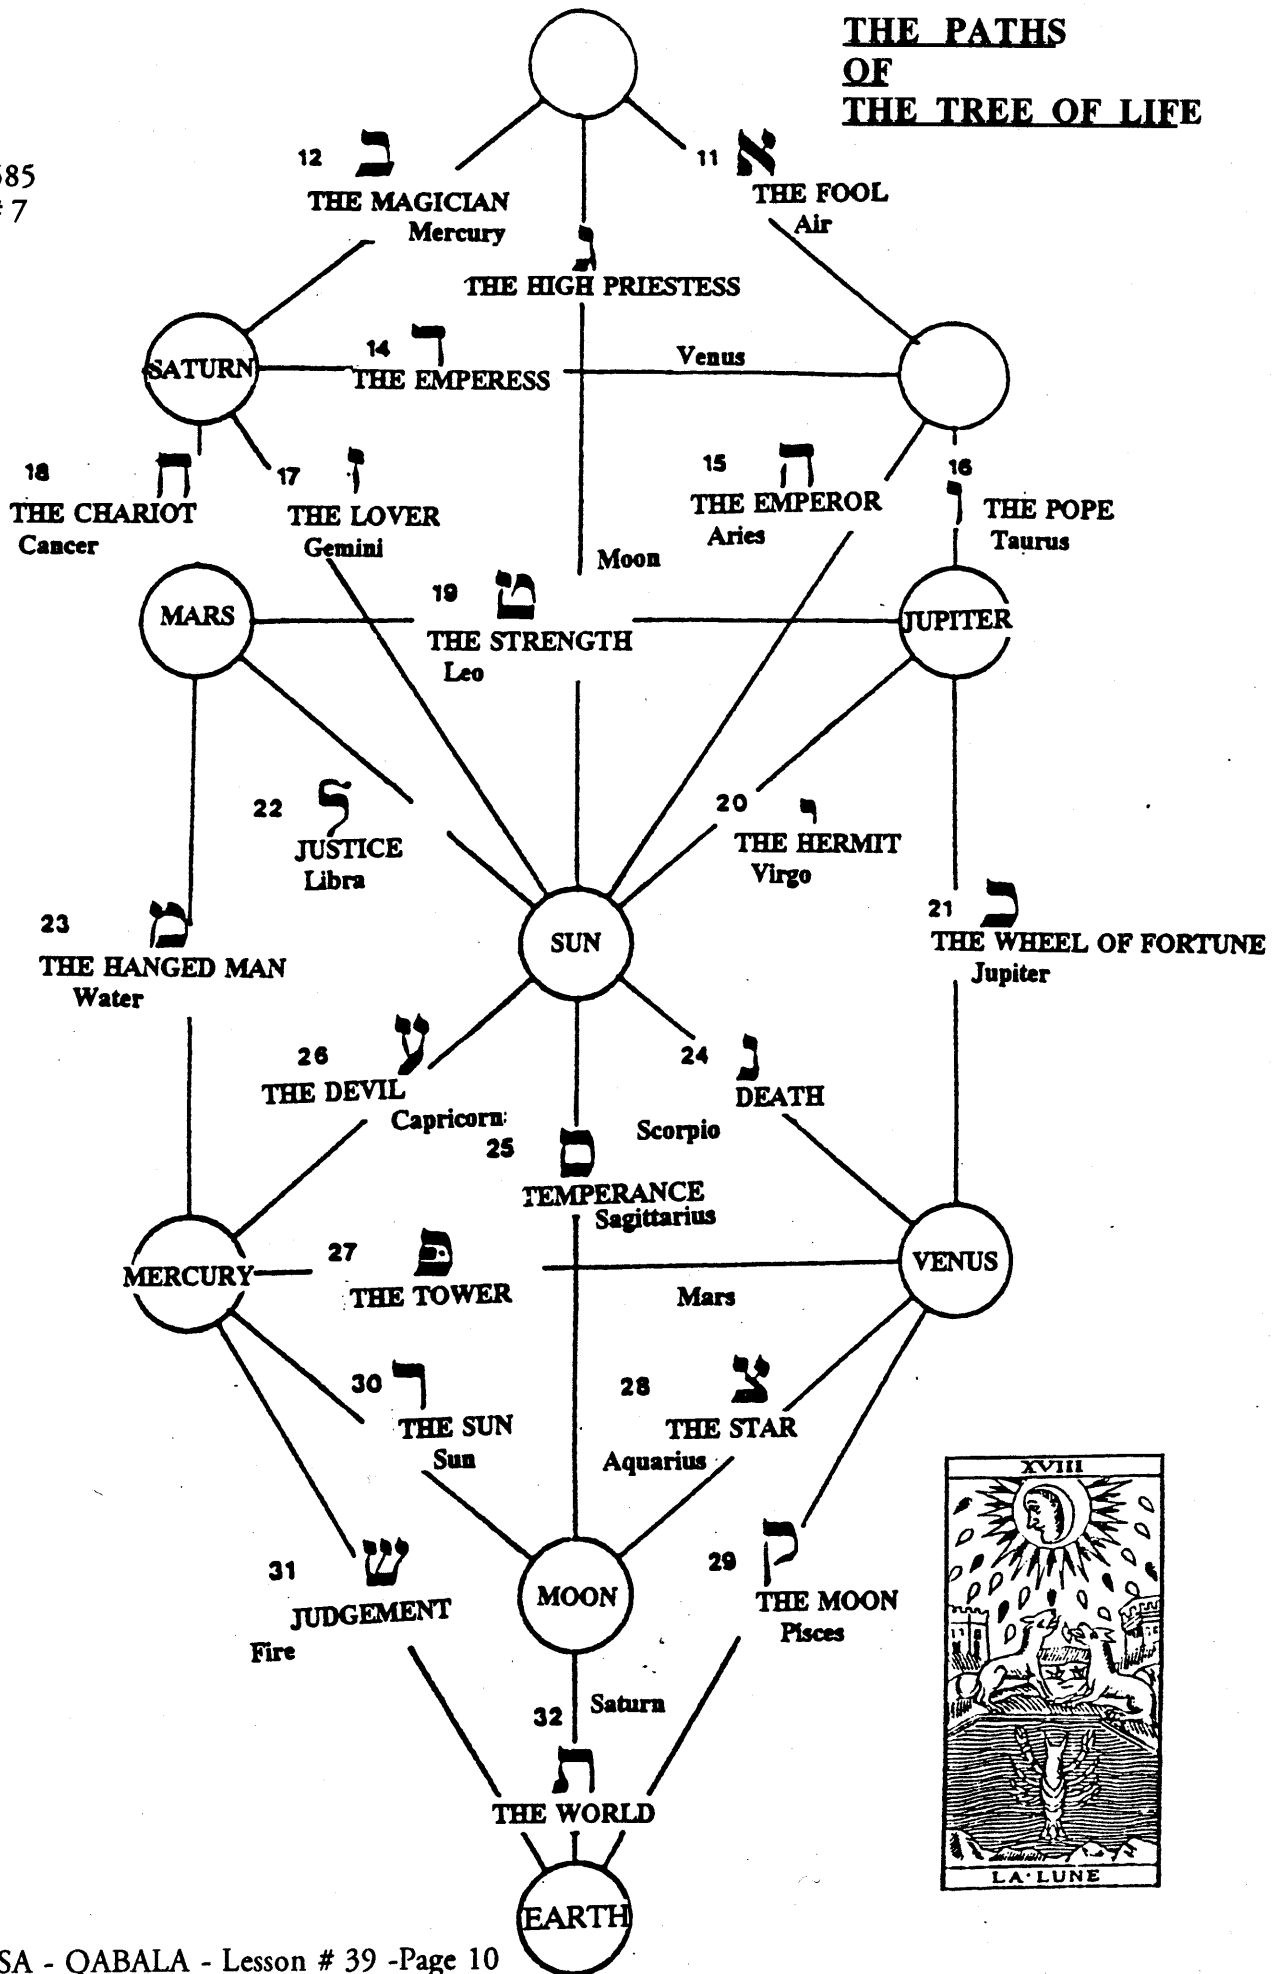 THE PATHS
OF
THE TREE OF LIFE
585
# 7
12 ב
THE MAGICIAN
Mercury
11 א
THE FOOL
Air
ג
THE HIGH PRIESTESS
Moon
SATURN
14 ד
THE EMPERESS
Venus
18 ח
THE CHARIOT
Cancer
17 ז
THE LOVER
Gemini
15 ה
THE EMPEROR
Aries
16
ו THE POPE
Taurus
MARS
19 ט
THE STRENGTH
Leo
JUPITER
22 ל
JUSTICE
Libra
20 י
THE HERMIT
Virgo
23 מ
THE HANGED MAN
Water
SUN
21 כ
THE WHEEL OF FORTUNE
Jupiter
26 ע
THE DEVIL
Capricorn
24 נ
DEATH
Scorpio
25 ס
TEMPERANCE
Sagittarius
MERCURY
27 פ
THE TOWER
Mars
VENUS
30 ר
THE SUN
Sun
28 צ
THE STAR
Aquarius
31 ש
JUDGEMENT
Fire
MOON
29 ק
THE MOON
Pisces
XVIII
LA·LUNE
32 Saturn
ת
THE WORLD
EARTH
SA - QABALA - Lesson # 39 -Page 10